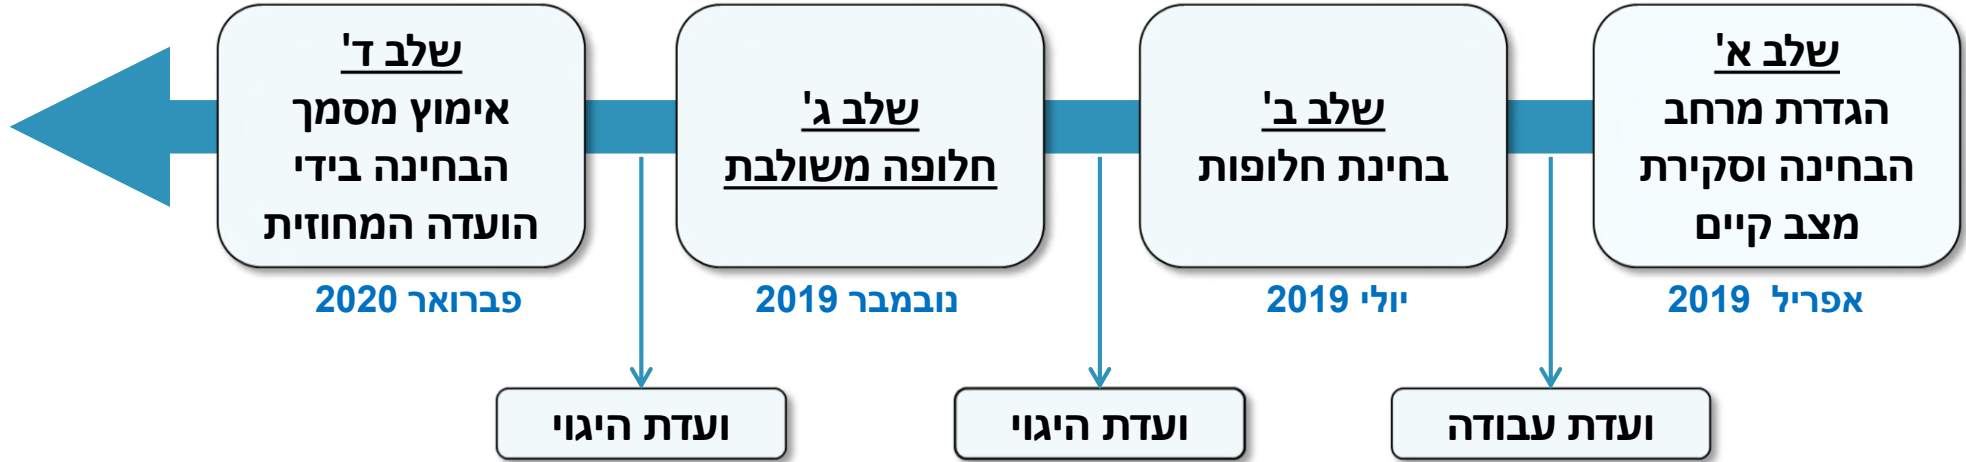 שלב א'
הגדרת מרחב
הבחינה וסקירת
מצב קיים
אפריל 2019
שלב ב'
בחינת חלופות
יולי 2019
שלב ג'
חלופה משולבת
נובמבר 2019
שלב ד'
אימוץ מסמך
הבחינה בידי
הועדה המחוזית
פברואר 2020
ועדת עבודה
ועדת היגוי
ועדת היגוי